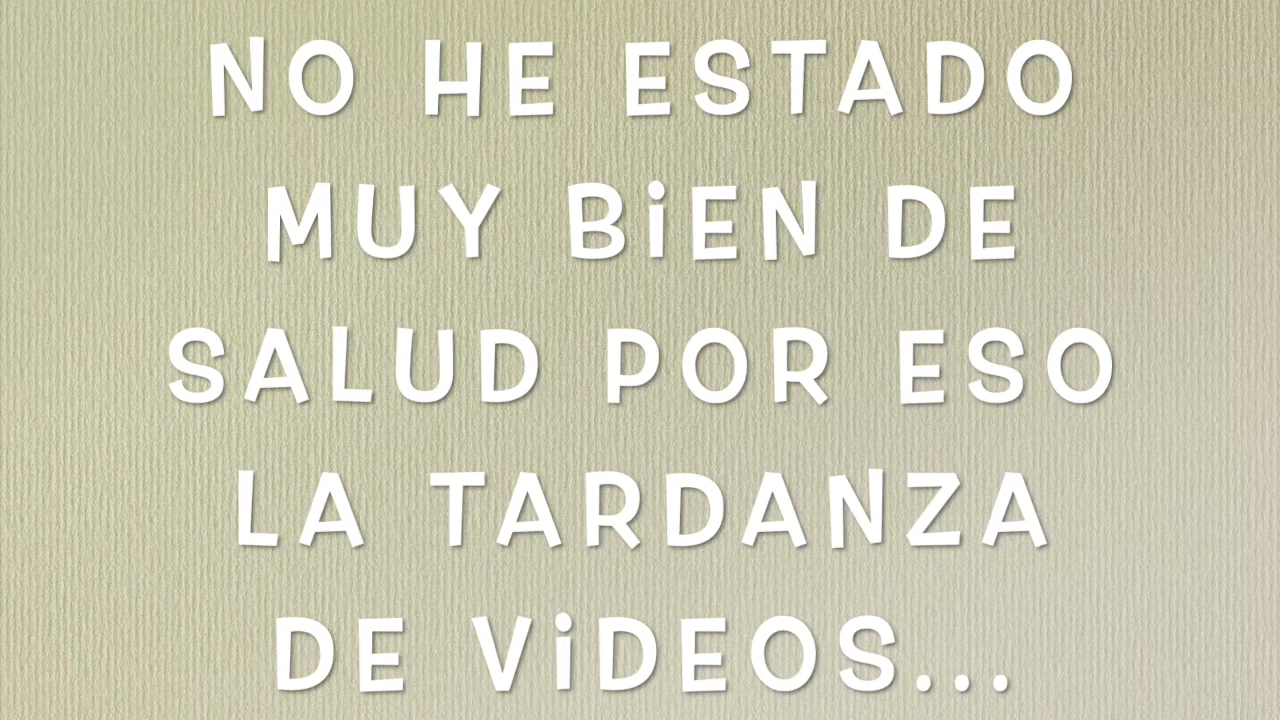 NO HE ESTADO
MUY BiEN DE
SALUD POR ESO
LA TARDANZA
DE ViDEOS...